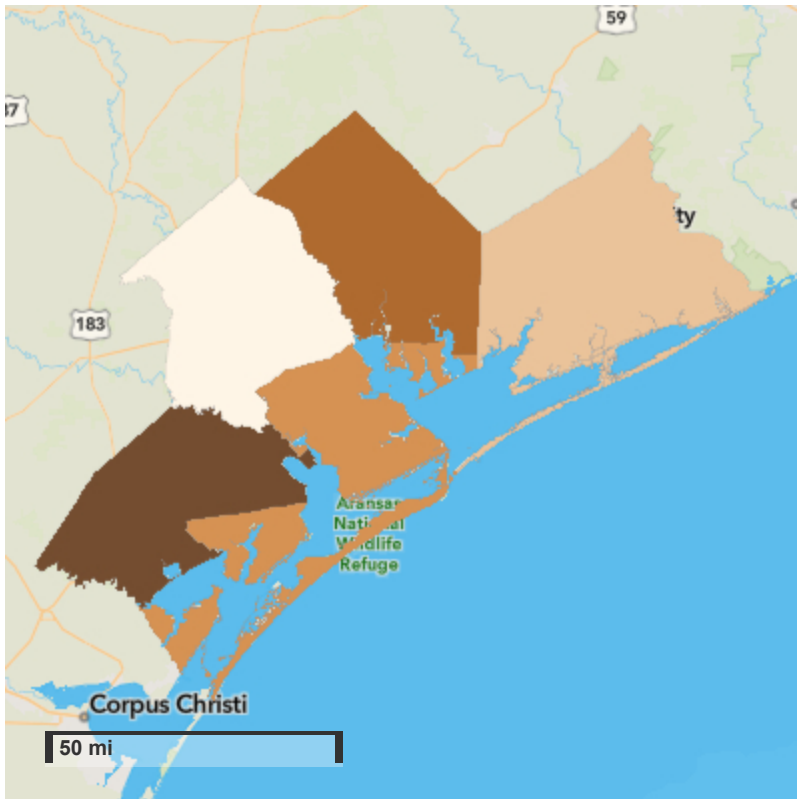 59
37
ty
183
Aransas
National
Wildlife
Refuge
Corpus Christi
50 mi